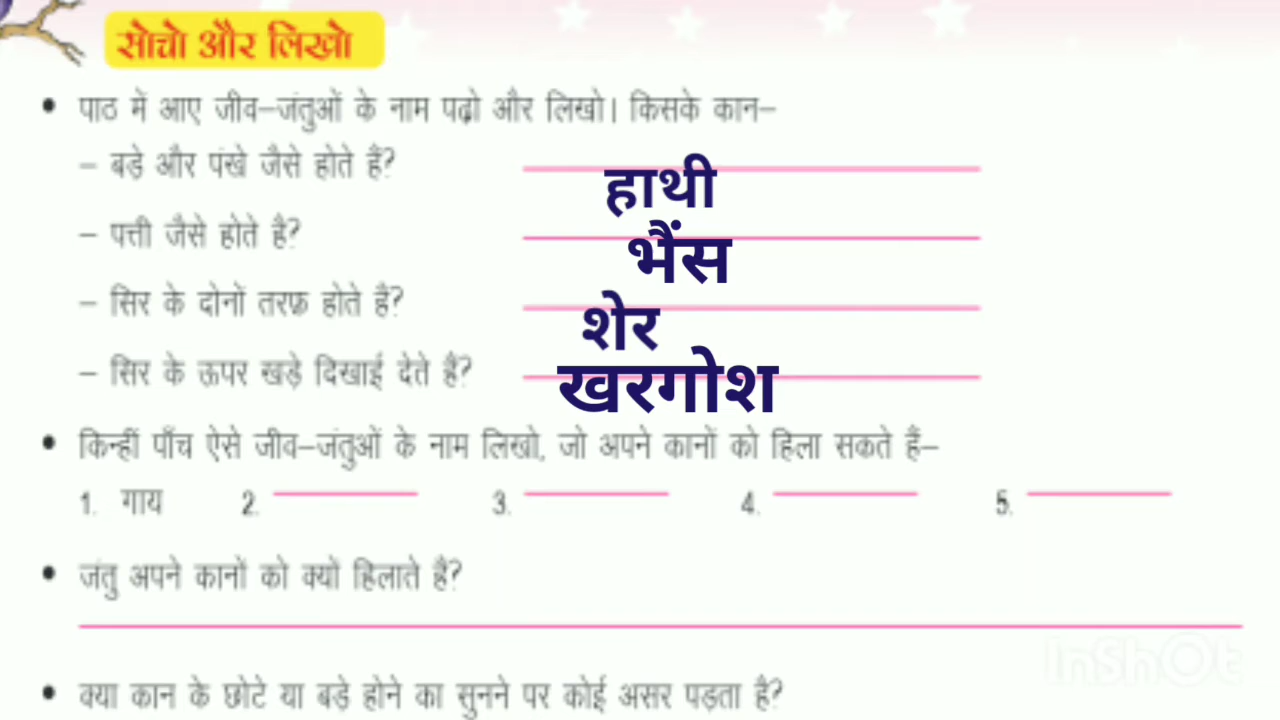 सोचो और लिखो
• पाठ में आए जीव–जंतुओं के नाम पढ़ो और लिखो। किसके कान–
– बड़े और पंखे जैसे होते हैं? हाथी
– पत्ती जैसे होते हैं? भैंस
– सिर के दोनों तरफ़ होते हैं? शेर
– सिर के ऊपर खड़े दिखाई देते हैं? खरगोश
• किन्हीं पाँच ऐसे जीव–जंतुओं के नाम लिखो, जो अपने कानों को हिला सकते हैं–
1. गाय 2. 3. 4. 5.
• जंतु अपने कानों को क्यों हिलाते हैं?
InShOt
• क्या कान के छोटे या बड़े होने का सुनने पर कोई असर पड़ता है?